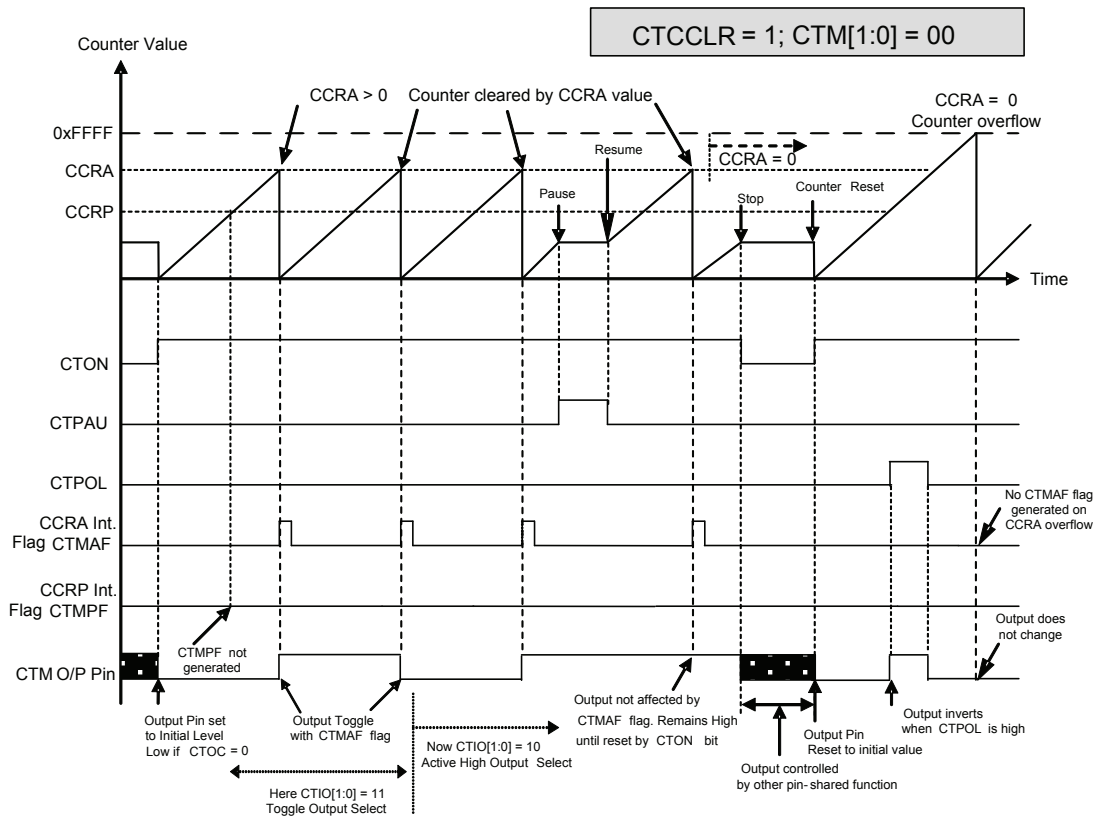 CTCCLR = 1; CTM[1:0] = 00
Counter Value
CCRA > 0
Counter cleared by CCRA value
CCRA = 0
Counter overflow
0xFFFF
CCRA
CCRP
Resume
CCRA = 0
Pause
Stop
Counter Reset
Time
CTON
CTPAU
CTPOL
CCRA Int.
Flag CTMAF
No CTMAF flag
generated on
CCRA overflow
CCRP Int.
Flag CTMPF
CTMPF not
generated
Output does
not change
CTM O/P Pin
Output Pin set
to Initial Level
Low if CTOC = 0
Output Toggle
with CTMAF flag
Now CTIO[1:0] = 10
Active High Output Select
Output not affected by
CTMAF flag. Remains High
until reset by CTON bit
Output Pin
Reset to initial value
Output inverts
when CTPOL is high
Output controlled
by other pin-shared function
Here CTIO[1:0] = 11
Toggle Output Select